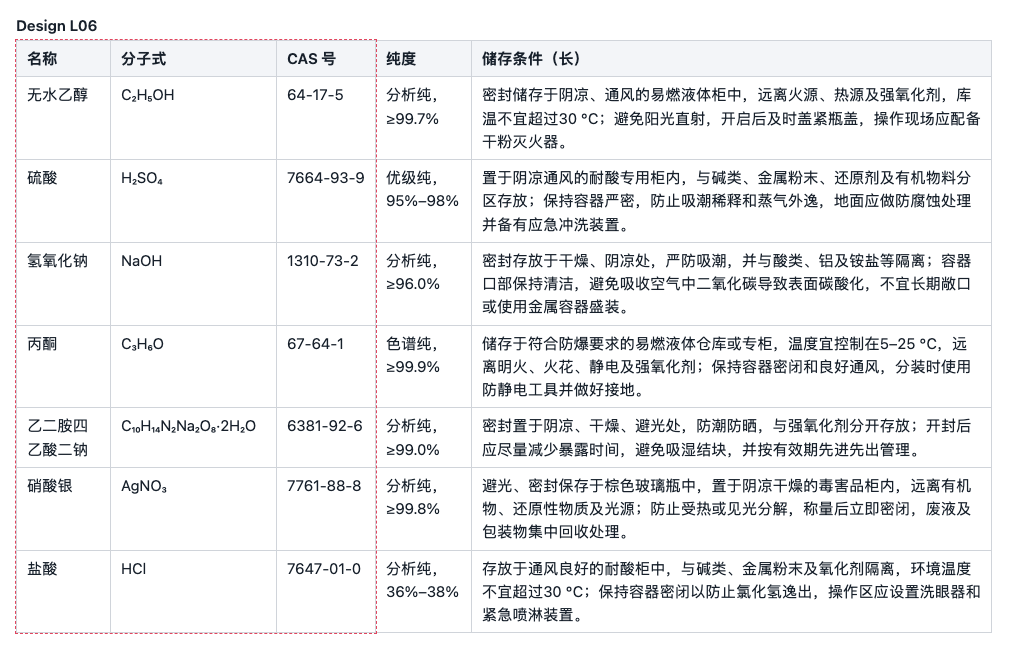 Design L06
名称 分子式 CAS 号 纯度 储存条件（长）
无水乙醇 C₂H₅OH 64-17-5 分析纯，
≥99.7%
密封储存于阴凉、通风的易燃液体柜中，远离火源、热源及强氧化剂，库
温不宜超过30 °C；避免阳光直射，开启后及时盖紧瓶盖，操作现场应配备
干粉灭火器。
硫酸 H₂SO₄ 7664-93-9 优级纯，
95%–98%
置于阴凉通风的耐酸专用柜内，与碱类、金属粉末、还原剂及有机物料分
区存放；保持容器严密，防止吸潮稀释和蒸气外逸，地面应做防腐蚀处理
并备有应急冲洗装置。
氢氧化钠 NaOH 1310-73-2 分析纯，
≥96.0%
密封存放于干燥、阴凉处，严防吸潮，并与酸类、铝及铵盐等隔离；容器
口部保持清洁，避免吸收空气中二氧化碳导致表面碳酸化，不宜长期敞口
或使用金属容器盛装。
丙酮 C₃H₆O 67-64-1 色谱纯，
≥99.9%
储存于符合防爆要求的易燃液体仓库或专柜，温度宜控制在5–25 °C，远
离明火、火花、静电及强氧化剂；保持容器密闭和良好通风，分装时使用
防静电工具并做好接地。
乙二胺四
乙酸二钠
C₁₀H₁₄N₂Na₂O₈·2H₂O 6381-92-6 分析纯，
≥99.0%
密封置于阴凉、干燥、避光处，防潮防晒，与强氧化剂分开存放；开封后
应尽量减少暴露时间，避免吸湿结块，并按有效期先进先出管理。
硝酸银 AgNO₃ 7761-88-8 分析纯，
≥99.8%
避光、密封保存于棕色玻璃瓶中，置于阴凉干燥的毒害品柜内，远离有机
物、还原性物质及光源；防止受热或见光分解，称量后立即密闭，废液及
包装物集中回收处理。
盐酸 HCl 7647-01-0 分析纯，
36%–38%
存放于通风良好的耐酸柜中，与碱类、金属粉末及氧化剂隔离，环境温度
不宜超过30 °C；保持容器密闭以防止氯化氢逸出，操作区应设置洗眼器和
紧急喷淋装置。